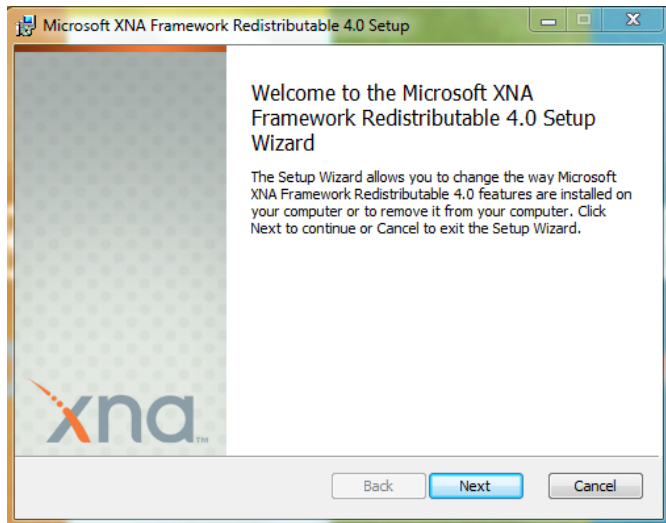 Microsoft XNA Framework Redistributable 4.0 Setup
Welcome to the Microsoft XNA
Framework Redistributable 4.0 Setup
Wizard
The Setup Wizard allows you to change the way Microsoft
XNA Framework Redistributable 4.0 features are installed on
your computer or to remove it from your computer. Click
Next to continue or Cancel to exit the Setup Wizard.
xna™
Back Next Cancel